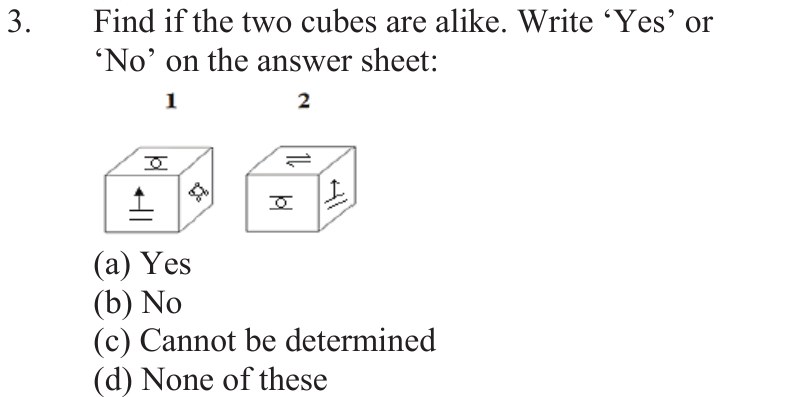 3. Find if the two cubes are alike. Write ‘Yes’ or
‘No’ on the answer sheet:
1 2
(a) Yes
(b) No
(c) Cannot be determined
(d) None of these